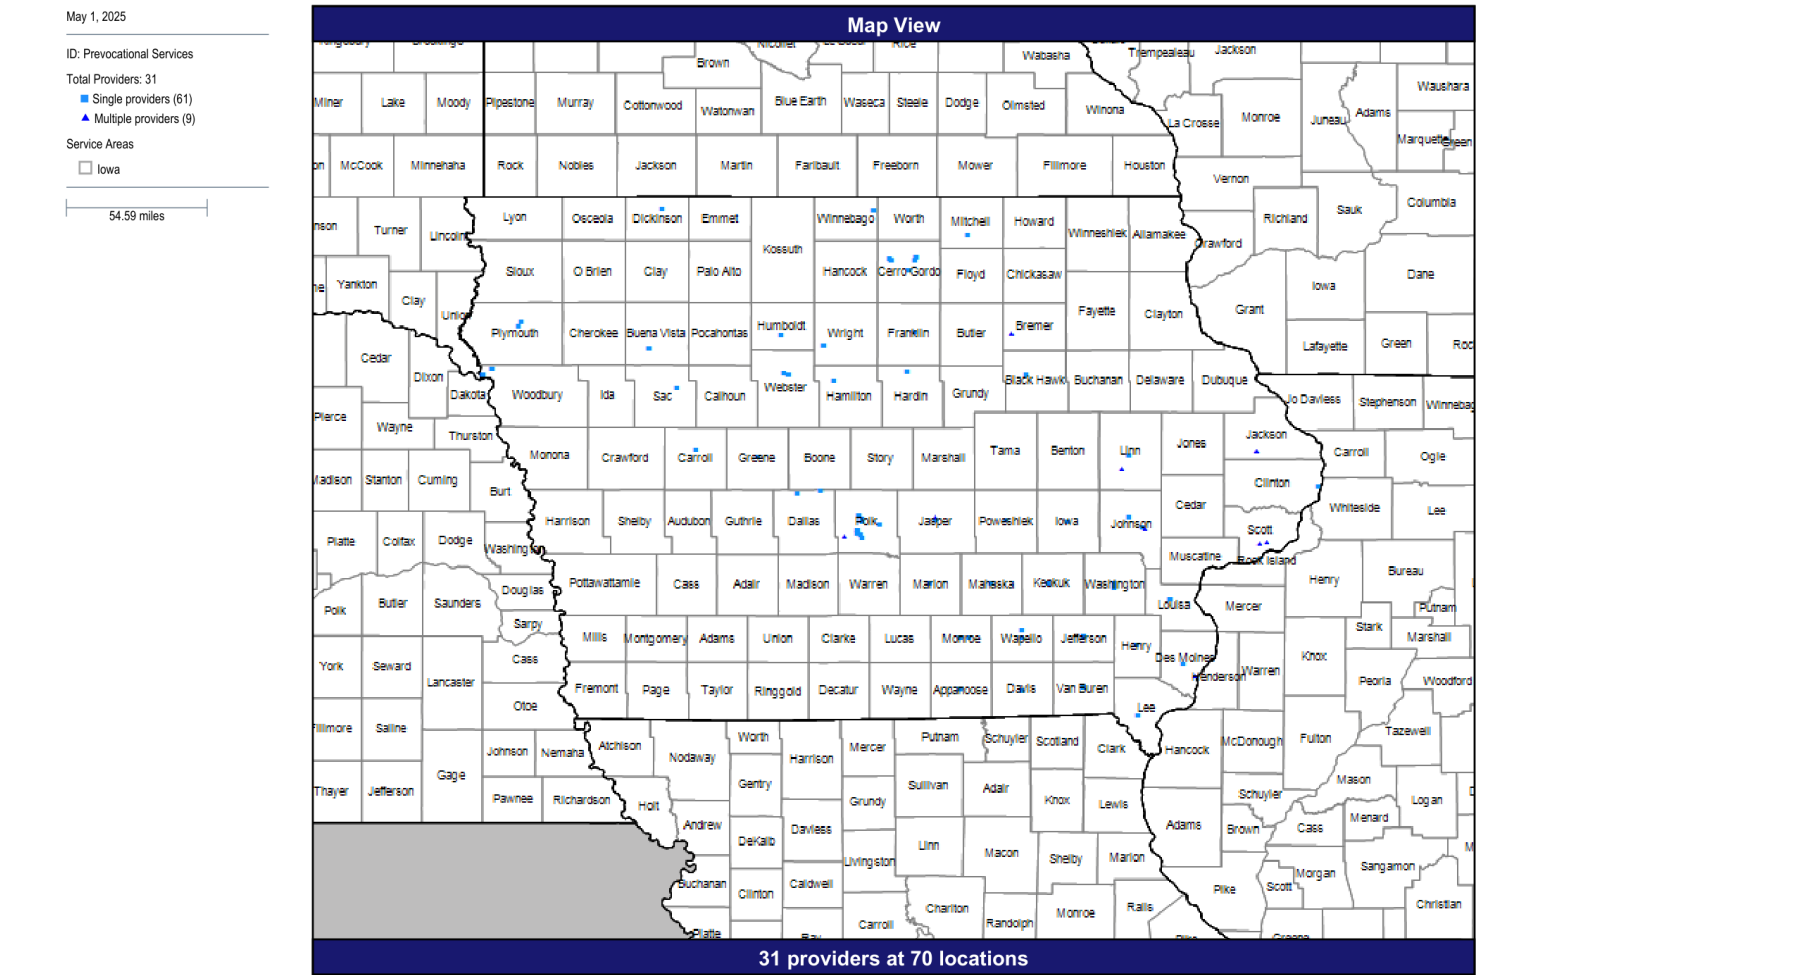 May 1, 2025
ID: Prevocational Services
Total Providers: 31
Single providers (61)
Multiple providers (9)
Service Areas
Iowa
54.59 miles
Map View
Wabasha Trempealeau Jackson
Brown
Miner Lake Moody Pipestone Murray Cottonwood Watonwan Blue Earth Waseca Steele Dodge Olmsted Winona La Crosse Monroe Juneau Adams Waushara
Marquette Green
McCook Minnehaha Rock Nobles Jackson Martin Faribault Freeborn Mower Fillmore Houston Vernon
Richland Sauk Columbia
Turner Lincoln Lyon Osceola Dickinson Emmet Winnebago Worth Mitchell Howard Winneshiek Allamakee Crawford
Kossuth
Yankton Clay Sioux O Brien Clay Palo Alto Hancock Cerro Gordo Floyd Chickasaw Iowa Dane
Union Fayette Clayton Grant
Plymouth Cherokee Buena Vista Pocahontas Humboldt Wright Franklin Butler Bremer Lafayette Green
Cedar Dixon Dakota Woodbury Ida Sac Calhoun Webster Hamilton Hardin Grundy Black Hawk Buchanan Delaware Dubuque
Jo Daviess Stephenson Winnebag
Pierce Wayne Thurston
Monona Crawford Carroll Greene Boone Story Marshall Tama Benton Linn Jones Jackson Carroll Ogle
Madison Stanton Cuming Burt Clinton
Harrison Shelby Audubon Guthrie Dallas Polk Jasper Poweshiek Iowa Johnson Cedar Scott Whiteside Lee
Platte Colfax Dodge Washington Muscatine Rock Island
Douglas Pottawattamie Cass Adair Madison Warren Marion Mahaska Keokuk Washington Louisa Mercer Henry Bureau
Polk Butler Saunders Sarpy Putnam
Stark Marshall
Mills Montgomery Adams Union Clarke Lucas Monroe Wapello Jefferson Henry Des Moines
York Seward Cass Henderson Warren Knox
Lancaster Fremont Page Taylor Ringgold Decatur Wayne Appanoose Davis Van Buren Lee Peoria Woodford
Otoe
Fillmore Saline Tazewell
Johnson Nemaha Atchison Nodaway Worth Harrison Mercer Putnam Schuyler Scotland Clark Hancock McDonough Fulton
Thayer Jefferson Gage Pawnee Richardson Holt Gentry Grundy Sullivan Adair Knox Lewis Schuyler Mason Logan
Andrew DeKalb Daviess Adams Brown Cass Menard
Livingston Linn Macon Shelby Marion Sangamon
Buchanan Clinton Caldwell Pike Scott Morgan
Carroll Chariton Randolph Monroe Ralls Christian
Platte
31 providers at 70 locations